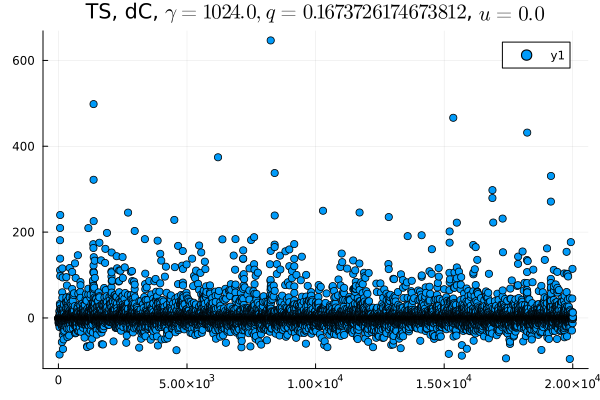 TS, dC, γ = 1024.0, q = 0.1673726174673812, u = 0.0
y1
600
400
200
0
0 5.00×10³ 1.00×10⁴ 1.50×10⁴ 2.00×10⁴